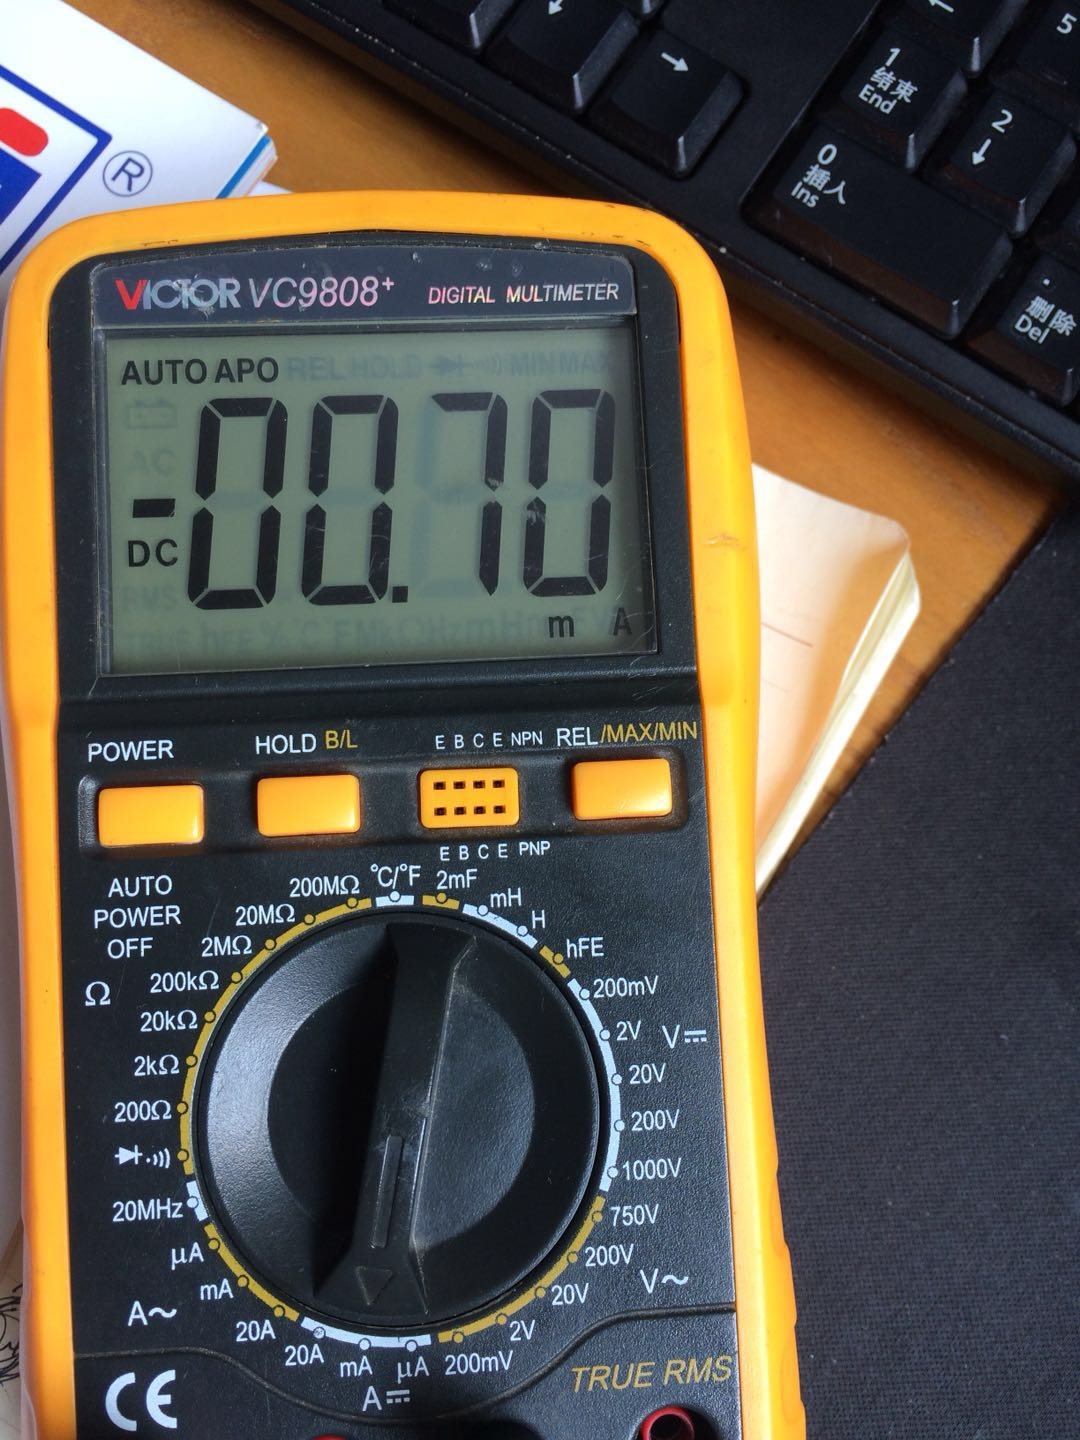 →
1
结束
End
2
↓
5
0
插入
Ins
.
删除
Del
®
VICTOR VC9808+ DIGITAL MULTIMETER
AUTO APO REL HOLD MIN MAX
AC
-00.70
DC
RMS
m A
POWER
HOLD B/L
E B C E NPN
REL/MAX/MIN
E B C E PNP
AUTO
POWER
OFF
Ω
200MΩ
20MΩ
2MΩ
200kΩ
20kΩ
2kΩ
200Ω
20MHz
µA
mA
20A
A~
°C/°F
2mF
mH
H
hFE
200mV
2V
20V
200V
1000V
V⎓
750V
200V
20V
2V
200mV
V~
20A
mA
µA
A⎓
TRUE RMS
CE